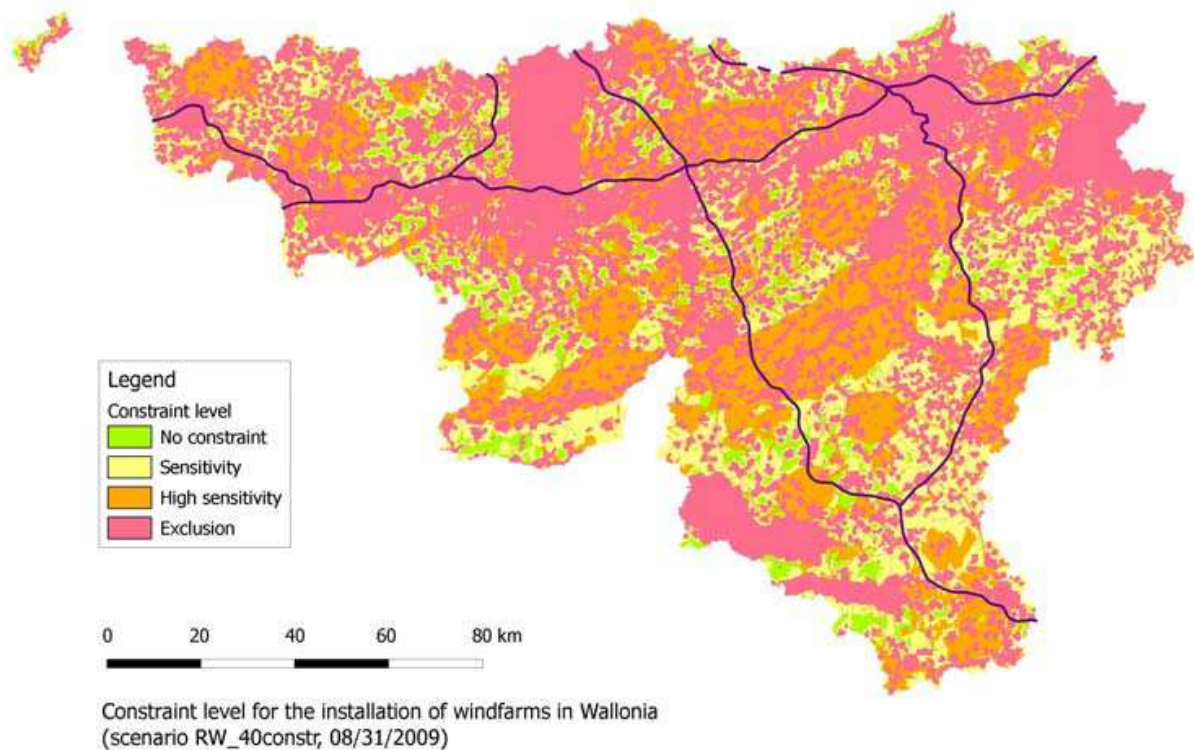 Legend
Constraint level
No constraint
Sensitivity
High sensitivity
Exclusion
0 20 40 60 80 km
Constraint level for the installation of windfarms in Wallonia
(scenario RW_40constr, 08/31/2009)